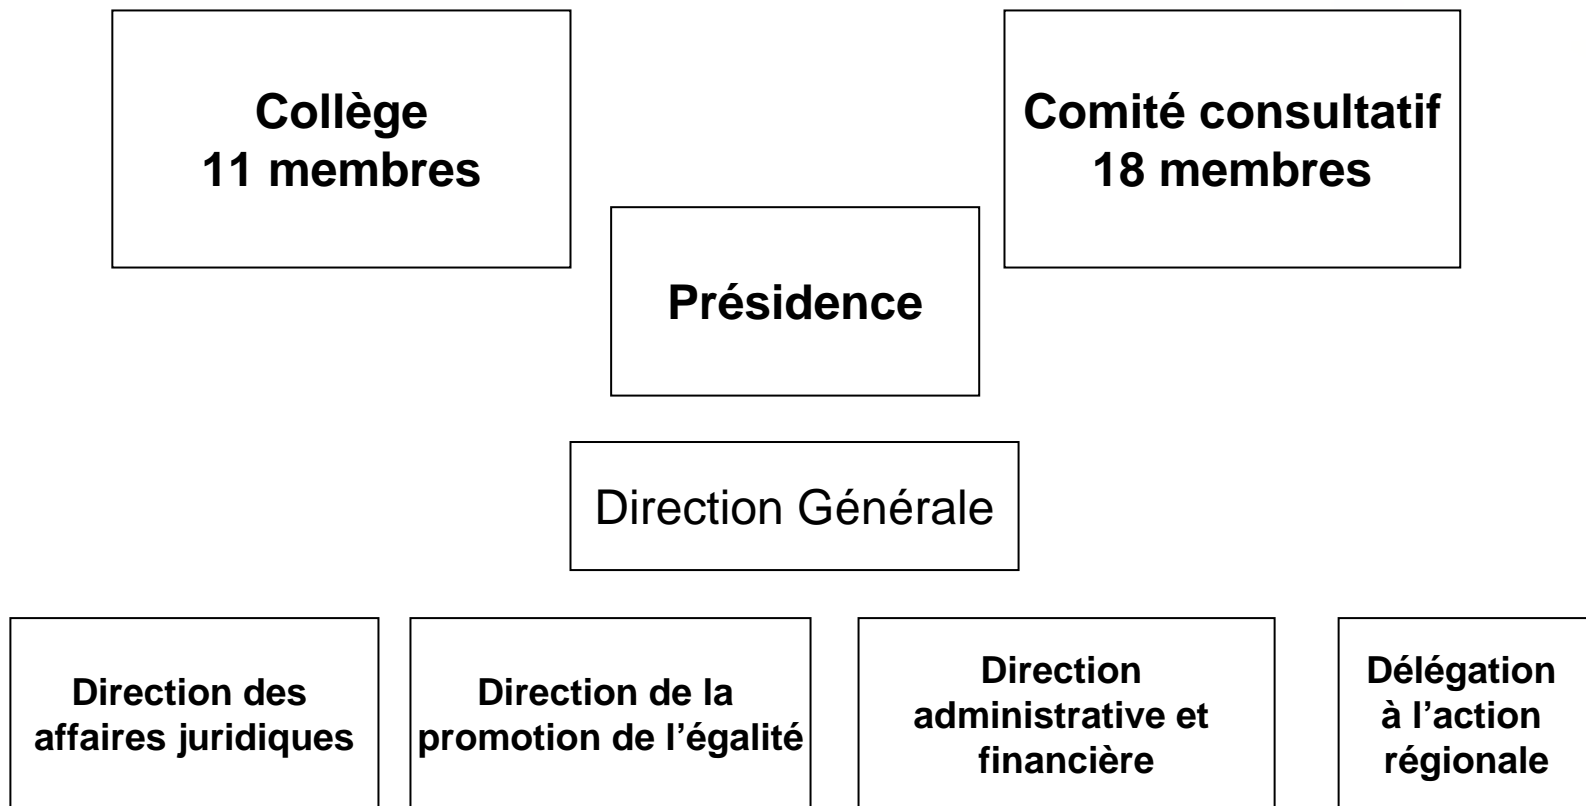 Collège
11 membres
Comité consultatif
18 membres
Présidence
Direction Générale
Direction des
affaires juridiques
Direction de la
promotion de l’égalité
Direction
administrative et
financière
Délégation
à l’action
régionale